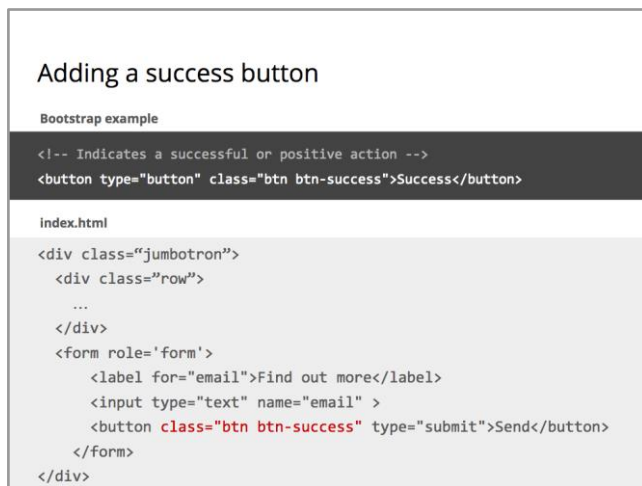 Adding a success button
Bootstrap example
<!-- Indicates a successful or positive action -->
<button type="button" class="btn btn-success">Success</button>
index.html
<div class=“jumbotron”>
<div class=”row”>
...
</div>
<form role='form'>
<label for="email">Find out more</label>
<input type="text" name="email" >
<button class="btn btn-success" type="submit">Send</button>
</form>
</div>